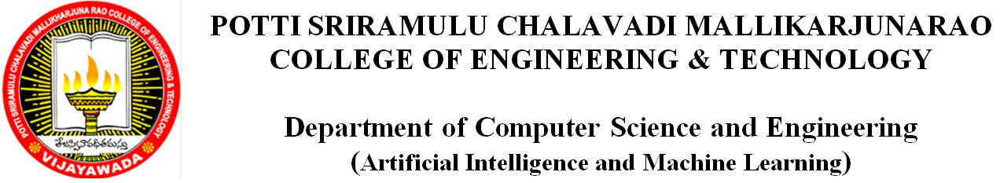 POTTI SRIRAMULU CHALAVADI MALLIKHARJUNA RAO COLLEGE OF ENGINEERING & TECHNOLOGY
తేజస్వినావధీతమస్తు
VIJAYAWADA
POTTI SRIRAMULU CHALAVADI MALLIKARJUNARAO
COLLEGE OF ENGINEERING & TECHNOLOGY
Department of Computer Science and Engineering
(Artificial Intelligence and Machine Learning)